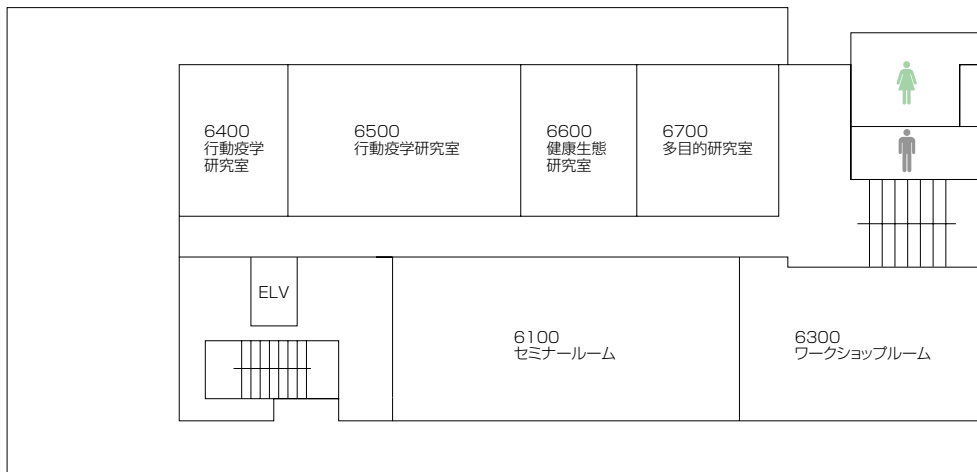 6400
行動疫学
研究室
6500
行動疫学研究室
6600
健康生態
研究室
6700
多目的研究室
ELV
6100
セミナールーム
6300
ワークショップルーム